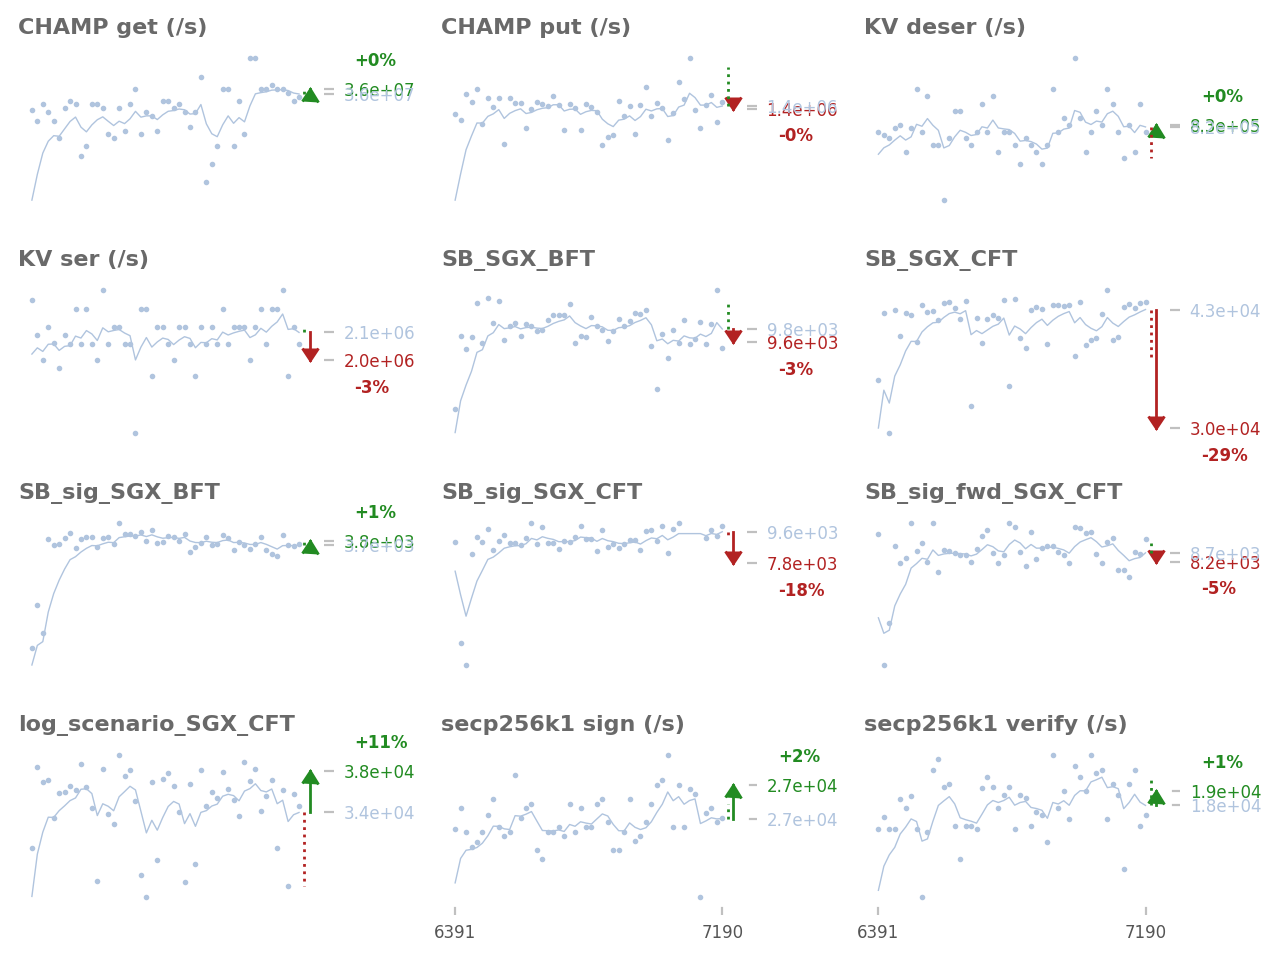 CHAMP get (/s)
+0%
3.6e+07
3.6e+07
CHAMP put (/s)
1.4e+06
1.4e+06
-0%
KV deser (/s)
+0%
8.3e+05
KV ser (/s)
2.1e+06
2.0e+06
-3%
SB_SGX_BFT
9.8e+03
9.6e+03
-3%
SB_SGX_CFT
4.3e+04
3.0e+04
-29%
SB_sig_SGX_BFT
+1%
3.8e+03
3.7e+03
SB_sig_SGX_CFT
9.6e+03
7.8e+03
-18%
SB_sig_fwd_SGX_CFT
8.7e+03
8.2e+03
-5%
log_scenario_SGX_CFT
+11%
3.8e+04
3.4e+04
secp256k1 sign (/s)
+2%
2.7e+04
2.7e+04
secp256k1 verify (/s)
+1%
1.9e+04
1.8e+04
6391
7190
6391
7190